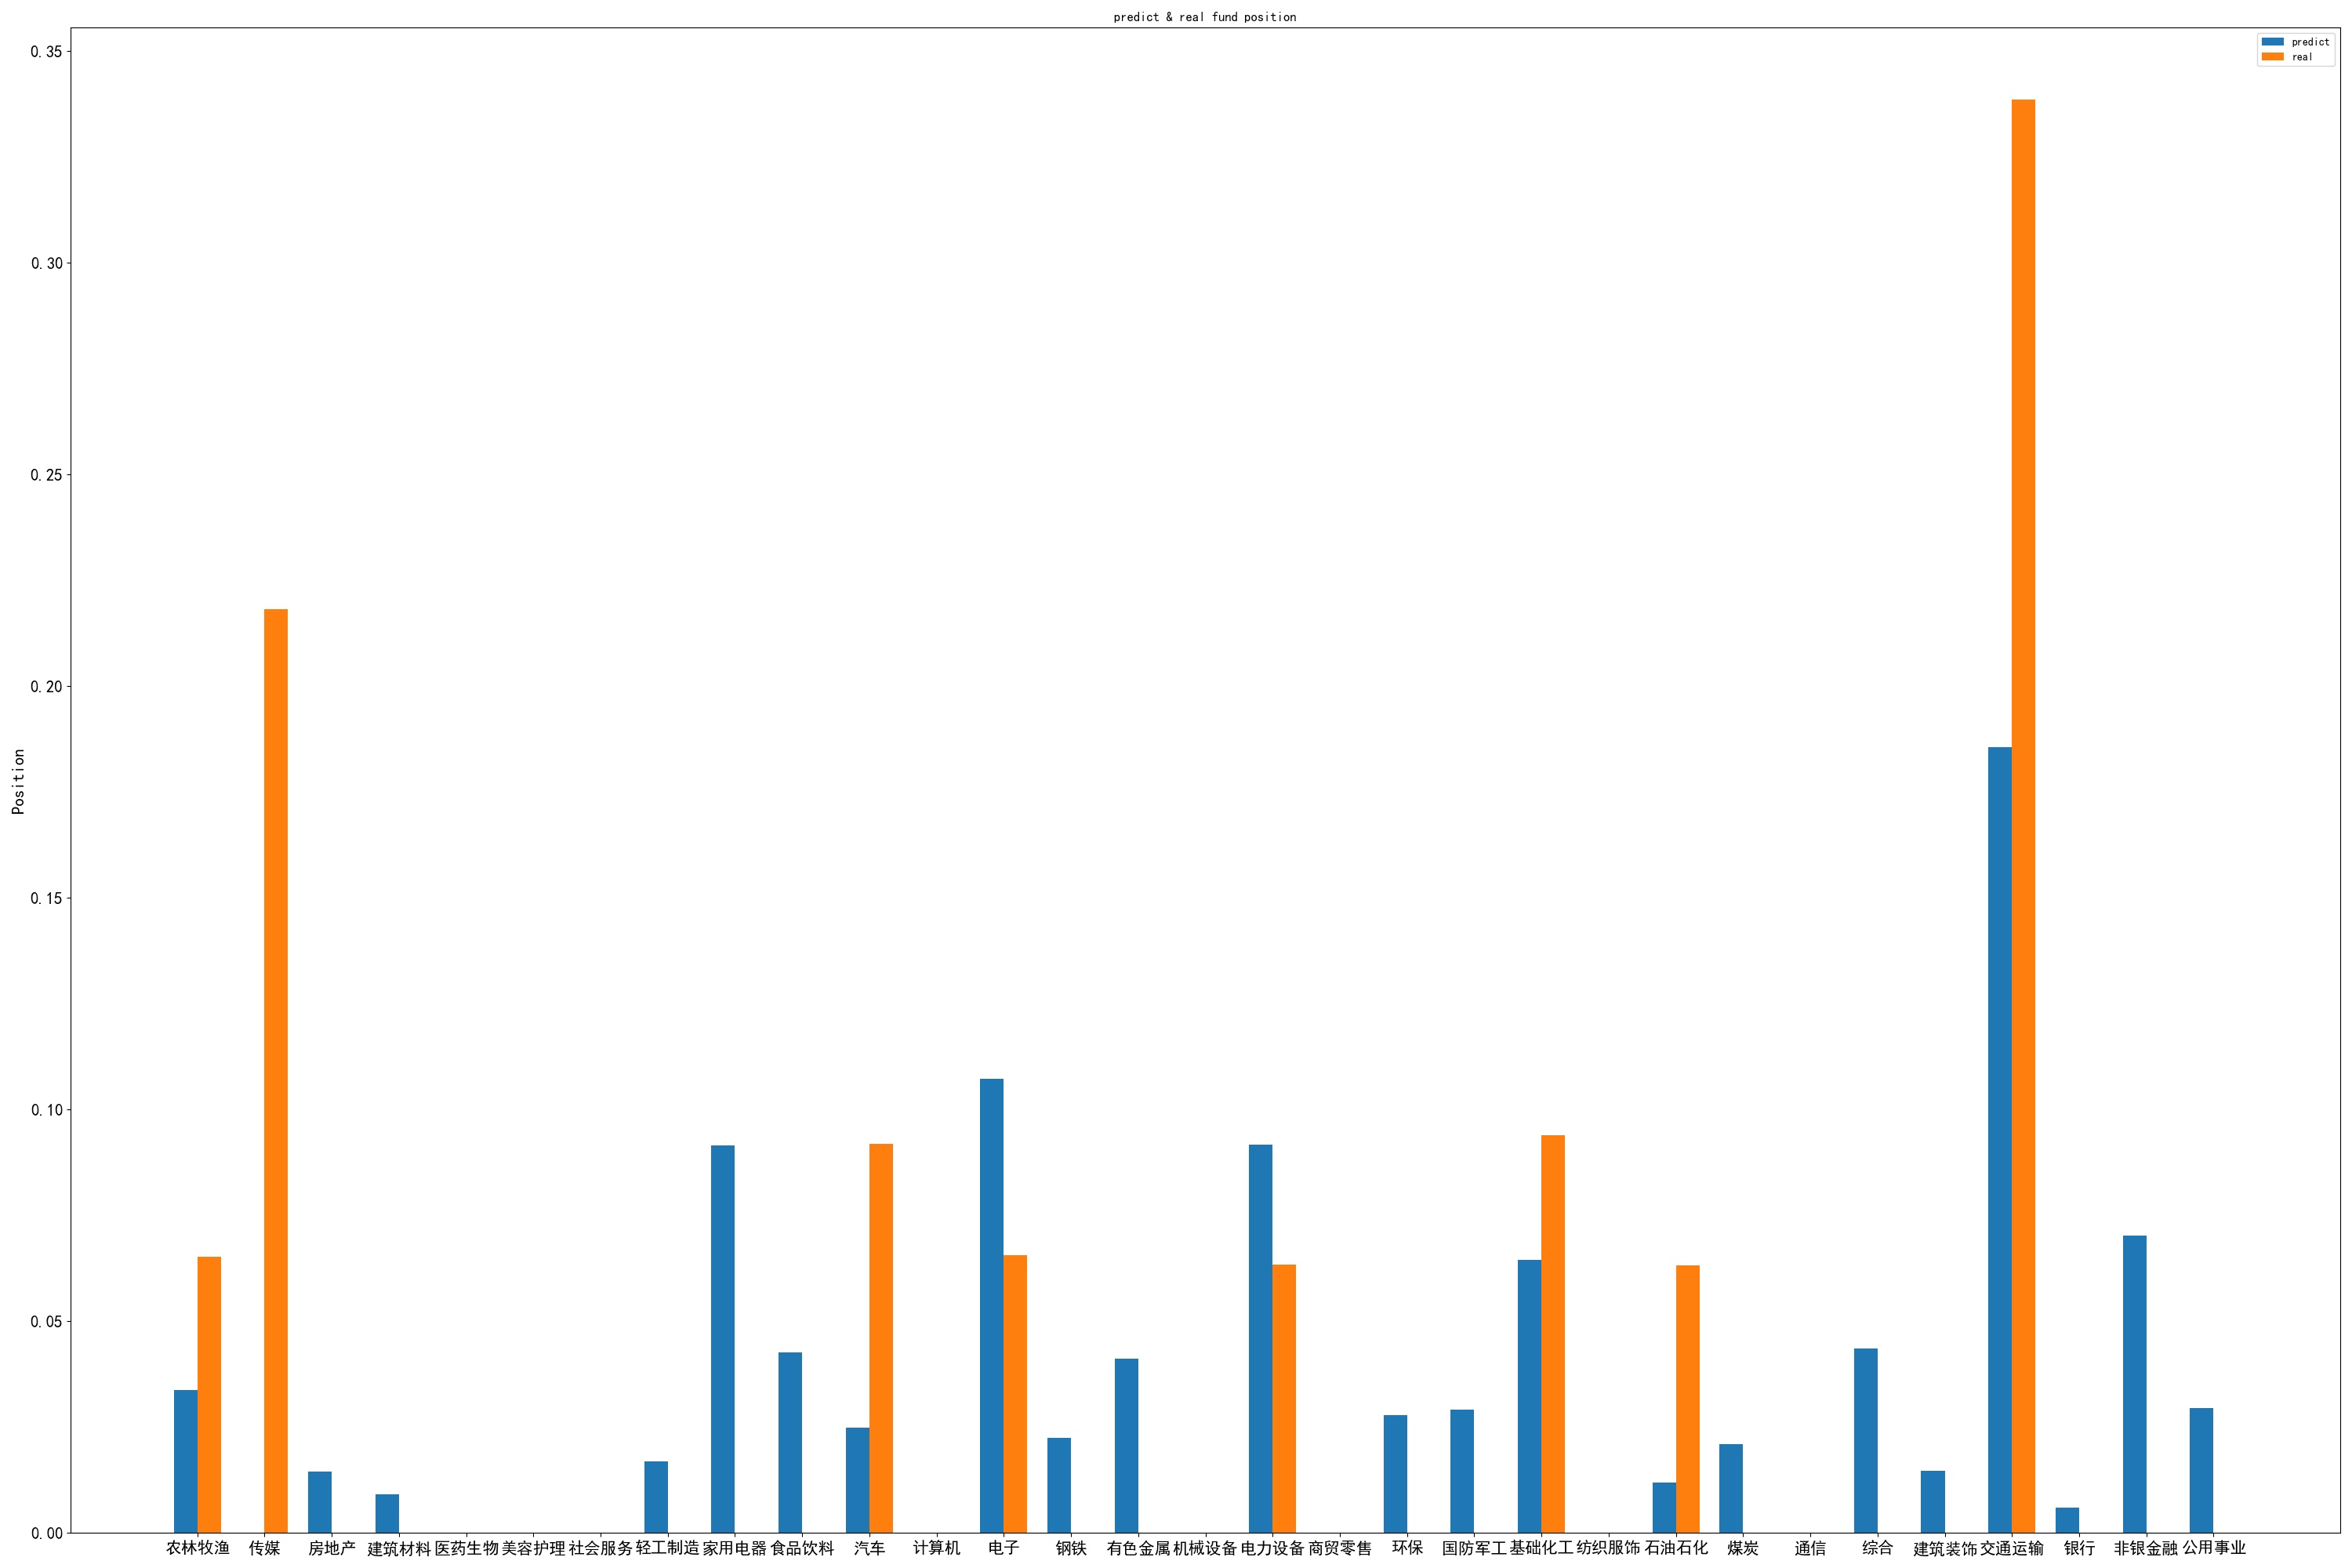 predict & real fund position
predict
real
0.35
0.30
0.25
0.20
0.15
0.10
0.05
0.00
Position
农林牧渔 传媒 房地产 建筑材料 医药生物 美容护理 社会服务 轻工制造 家用电器 食品饮料 汽车 计算机 电子 钢铁 有色金属 机械设备 电力设备 商贸零售 环保 国防军工 基础化工 纺织服饰 石油石化 煤炭 通信 综合 建筑装饰 交通运输 银行 非银金融 公用事业